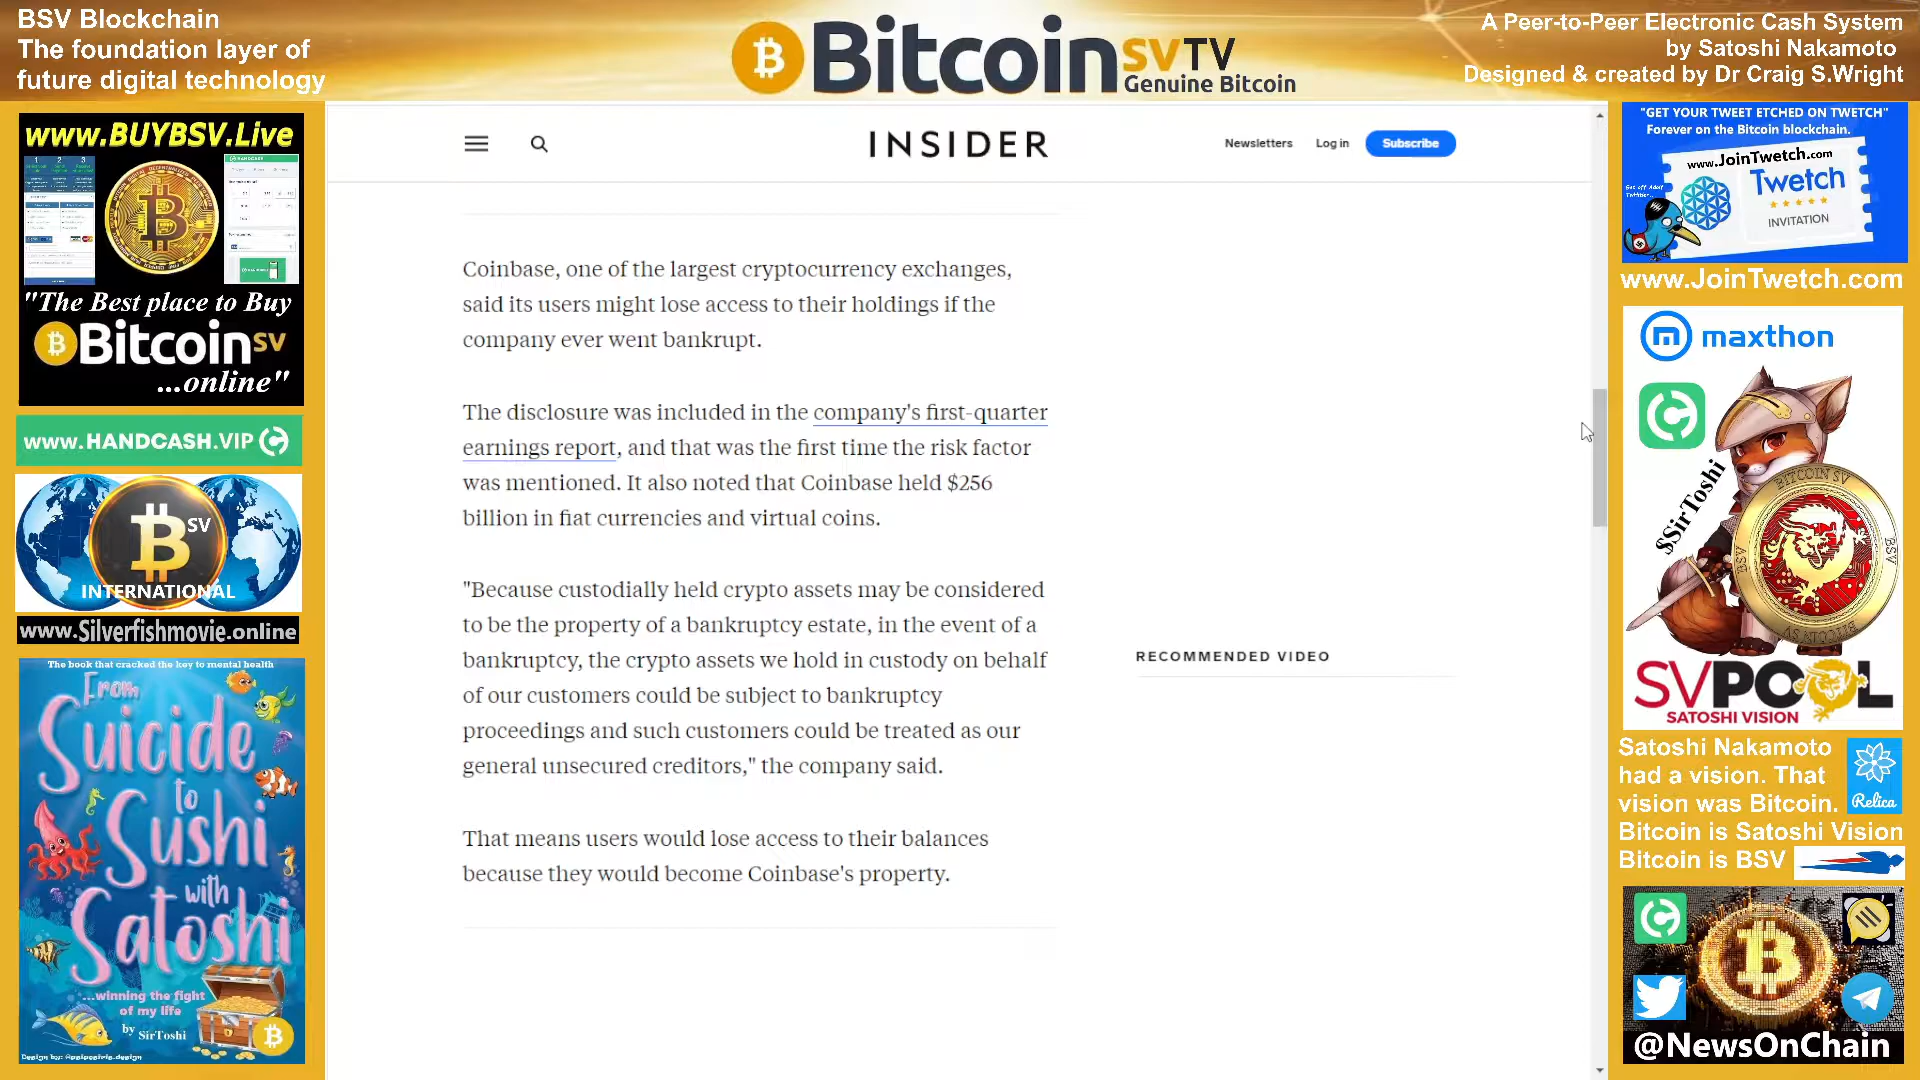 BSV Blockchain
The foundation layer of
future digital technology
Bitcoin SVTV
Genuine Bitcoin
A Peer-to-Peer Electronic Cash System
by Satoshi Nakamoto
Designed & created by Dr Craig S.Wright
www.BUYBSV.Live
1 2 3
HANDCASH
"The Best place to Buy
Bitcoin SV
...online"
www.HANDCASH.VIP
SV
INTERNATIONAL
www.Silverfishmovie.online
The book that cracked the key to mental health
From
Suicide
to
Sushi
with
Satoshi
...winning the fight
of my life
by SirToshi
INSIDER
Newsletters
Log in
Subscribe
Coinbase, one of the largest cryptocurrency exchanges,
said its users might lose access to their holdings if the
company ever went bankrupt.
The disclosure was included in the company's first-quarter
earnings report, and that was the first time the risk factor
was mentioned. It also noted that Coinbase held $256
billion in fiat currencies and virtual coins.
"Because custodially held crypto assets may be considered
to be the property of a bankruptcy estate, in the event of a
bankruptcy, the crypto assets we hold in custody on behalf
of our customers could be subject to bankruptcy
proceedings and such customers could be treated as our
general unsecured creditors," the company said.
That means users would lose access to their balances
because they would become Coinbase's property.
RECOMMENDED VIDEO
"GET YOUR TWEET ETCHED ON TWETCH"
Forever on the Bitcoin blockchain.
www.JoinTwetch.com
Twetch
INVITATION
www.JoinTwetch.com
maxthon
$SirToshi
BITCOIN SV
BSV
BSV
AS BITCOIN
SVPOOL
SATOSHI VISION
Satoshi Nakamoto
had a vision. That
vision was Bitcoin.
Relica
Bitcoin is Satoshi Vision
Bitcoin is BSV
@NewsOnChain